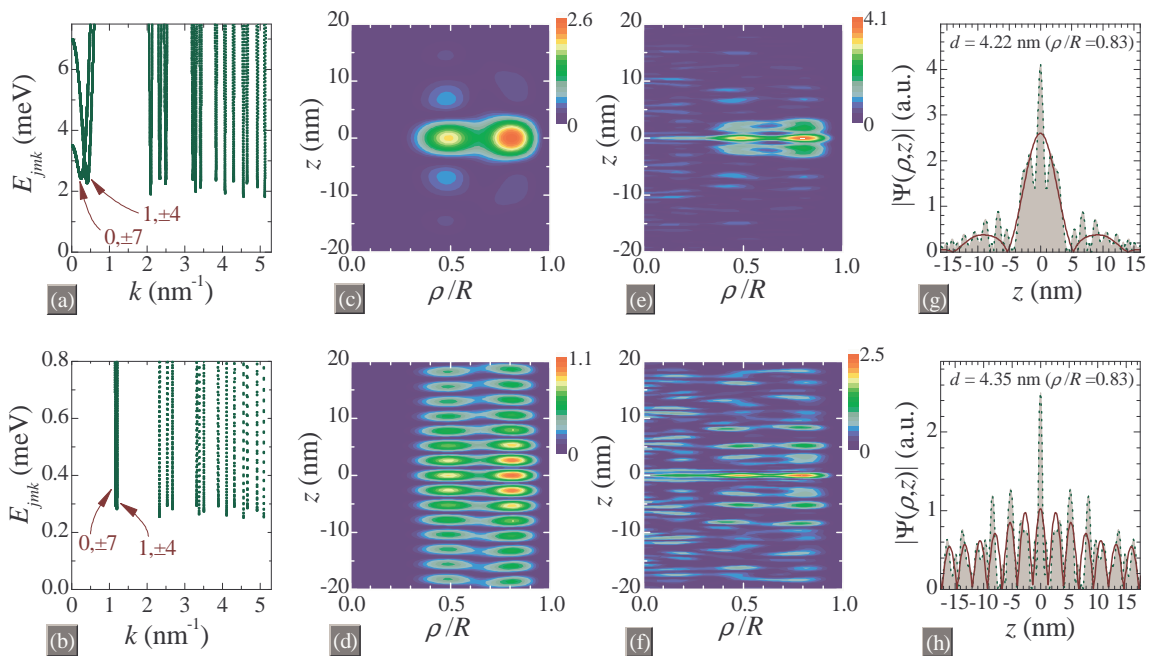 E_jmk (meV)
6
4
2
0
1,±4
0,±7
0 1 2 3 4 5
k (nm⁻¹)
(a)
z (nm)
20
10
0
-10
-20
0.0 0.5 1.0
ρ/R
2.6
0
(c)
z (nm)
20
10
0
-10
-20
0.0 0.5 1.0
ρ/R
4.1
0
(e)
d = 4.22 nm (ρ/R=0.83)
|Ψ(ρ,z)| (a.u.)
4
3
2
1
0
-15 -10 -5 0 5 10 15
z (nm)
(g)
E_jmk (meV)
0.8
0.6
0.4
0.2
0.0
0,±7
1,±4
0 1 2 3 4 5
k (nm⁻¹)
(b)
z (nm)
20
10
0
-10
-20
0.0 0.5 1.0
ρ/R
1.1
0
(d)
z (nm)
20
10
0
-10
-20
0.0 0.5 1.0
ρ/R
2.5
0
(f)
d = 4.35 nm (ρ/R=0.83)
|Ψ(ρ,z)| (a.u.)
2
1
0
-15 -10 -5 0 5 10 15
z (nm)
(h)